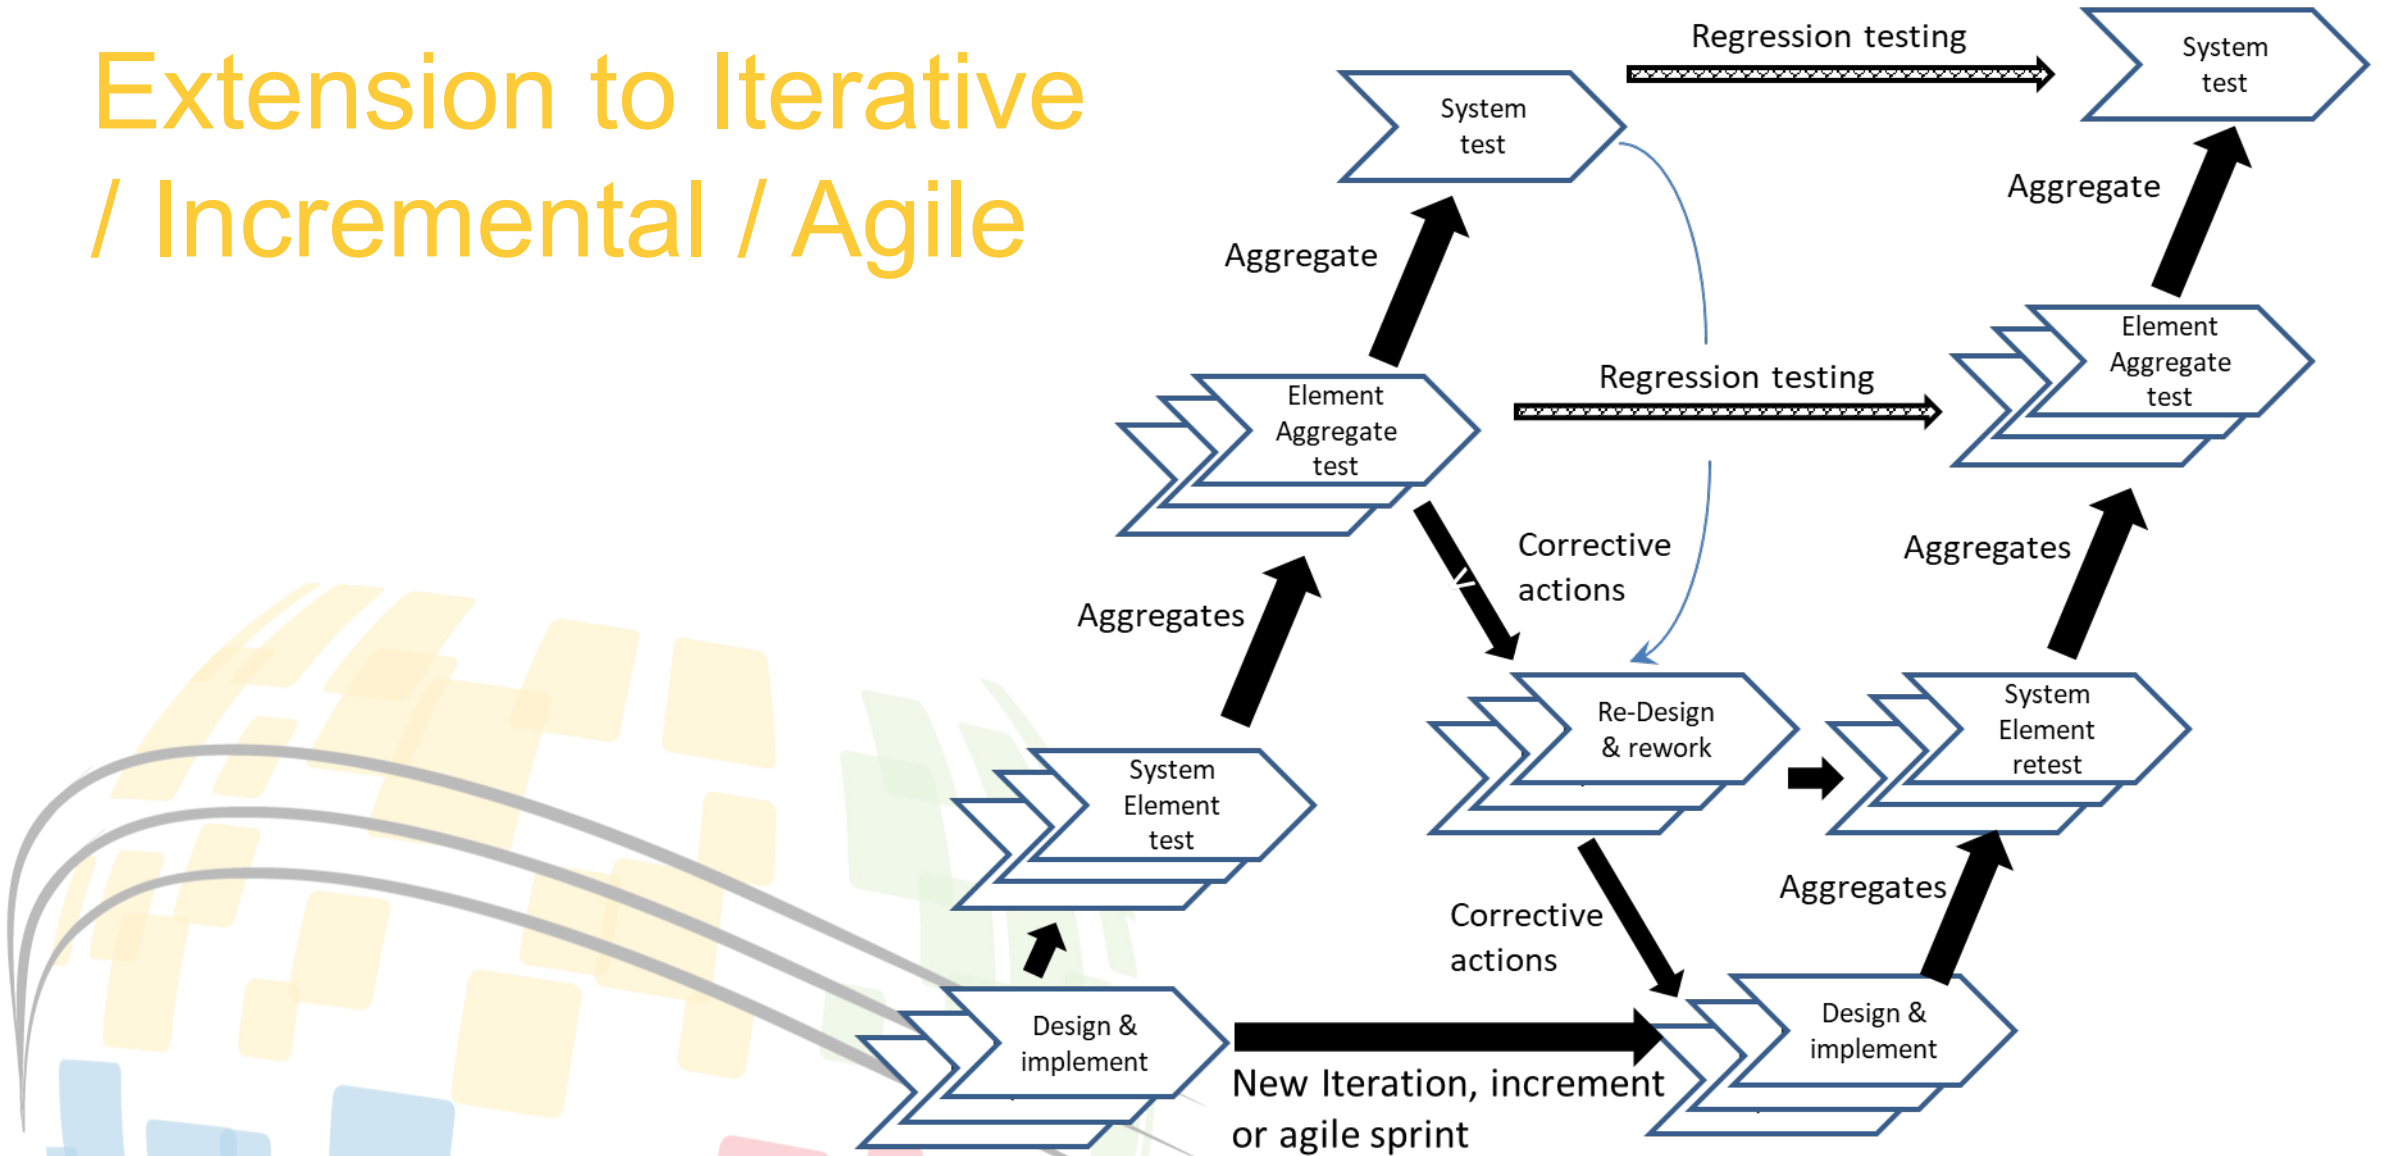 Extension to Iterative
/ Incremental / Agile
Regression testing
System
test
System
test
Aggregate
Aggregate
Element
Aggregate
test
Regression testing
Element
Aggregate
test
Corrective
actions
Aggregates
Aggregates
Re-Design
& rework
System
Element
retest
System
Element
test
Corrective
actions
Aggregates
Design &
implement
Design &
implement
New Iteration, increment
or agile sprint